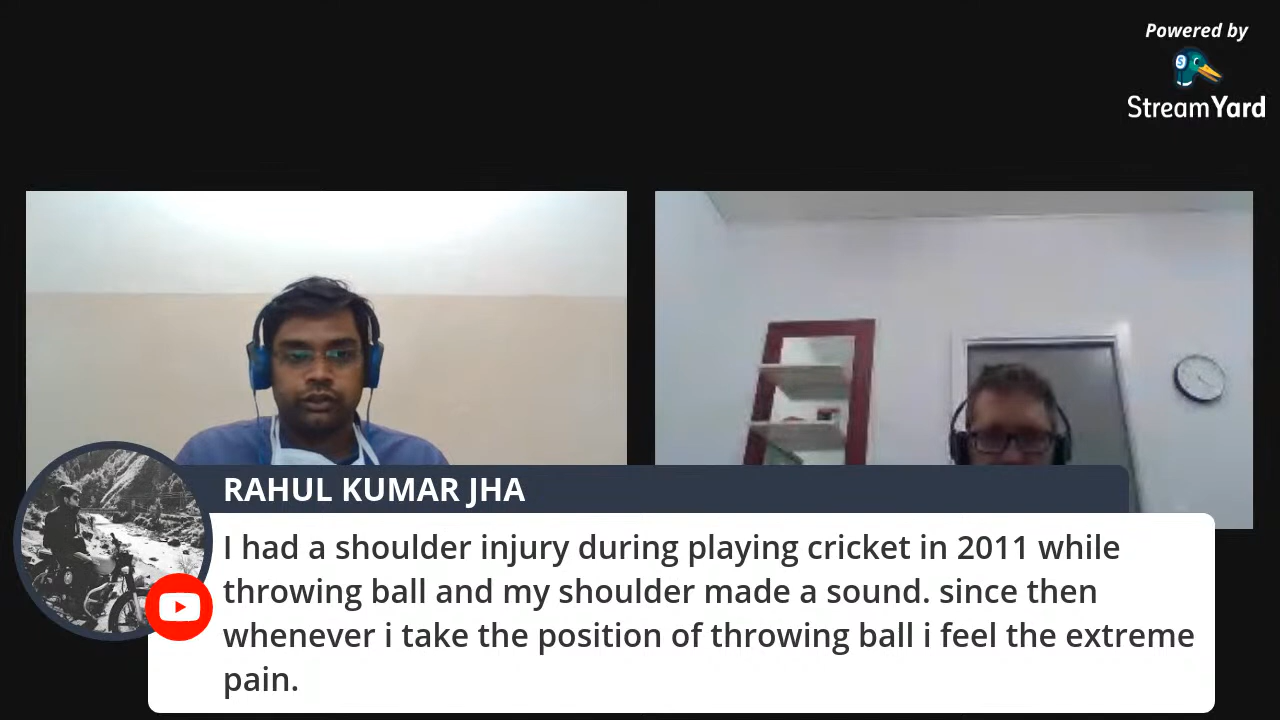 Powered by
StreamYard
RAHUL KUMAR JHA
I had a shoulder injury during playing cricket in 2011 while
throwing ball and my shoulder made a sound. since then
whenever i take the position of throwing ball i feel the extreme
pain.